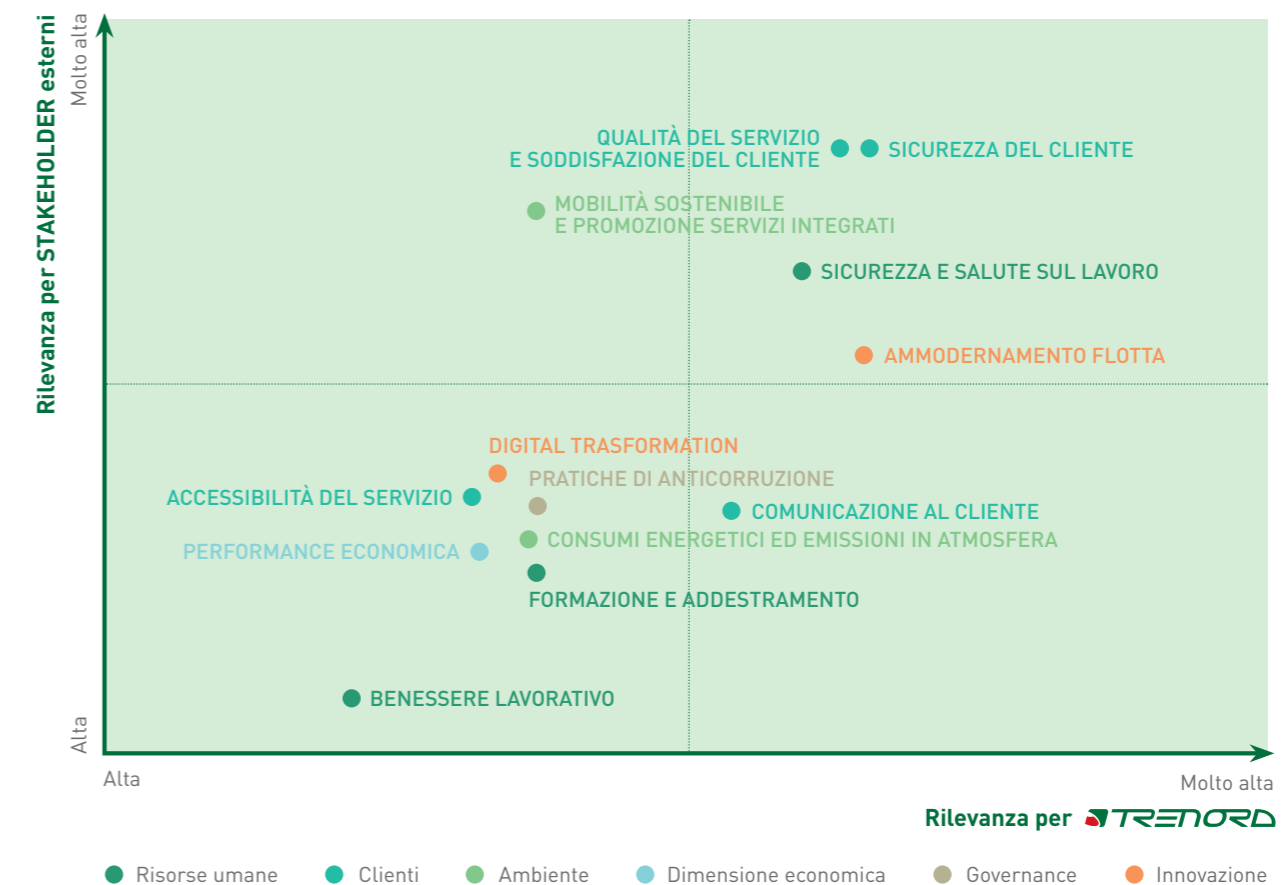 Rilevanza per STAKEHOLDER esterni
Molto alta
QUALITÀ DEL SERVIZIO
E SODDISFAZIONE DEL CLIENTE
SICUREZZA DEL CLIENTE
MOBILITÀ SOSTENIBILE
E PROMOZIONE SERVIZI INTEGRATI
SICUREZZA E SALUTE SUL LAVORO
AMMODERNAMENTO FLOTTA
DIGITAL TRASFORMATION
PRATICHE DI ANTICORRUZIONE
ACCESSIBILITÀ DEL SERVIZIO
COMUNICAZIONE AL CLIENTE
CONSUMI ENERGETICI ED EMISSIONI IN ATMOSFERA
PERFORMANCE ECONOMICA
FORMAZIONE E ADDESTRAMENTO
BENESSERE LAVORATIVO
Alta
Alta
Molto alta
Rilevanza per TRENORD
Risorse umane
Clienti
Ambiente
Dimensione economica
Governance
Innovazione